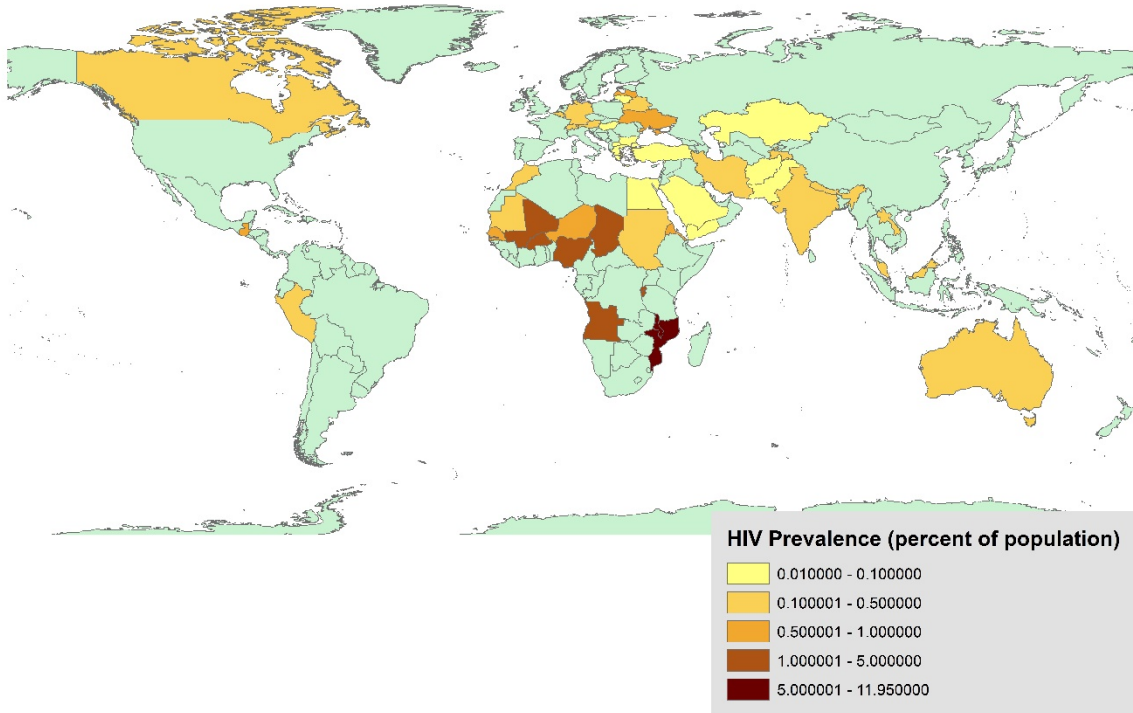 HIV Prevalence (percent of population)
0.010000 - 0.100000
0.100001 - 0.500000
0.500001 - 1.000000
1.000001 - 5.000000
5.000001 - 11.950000